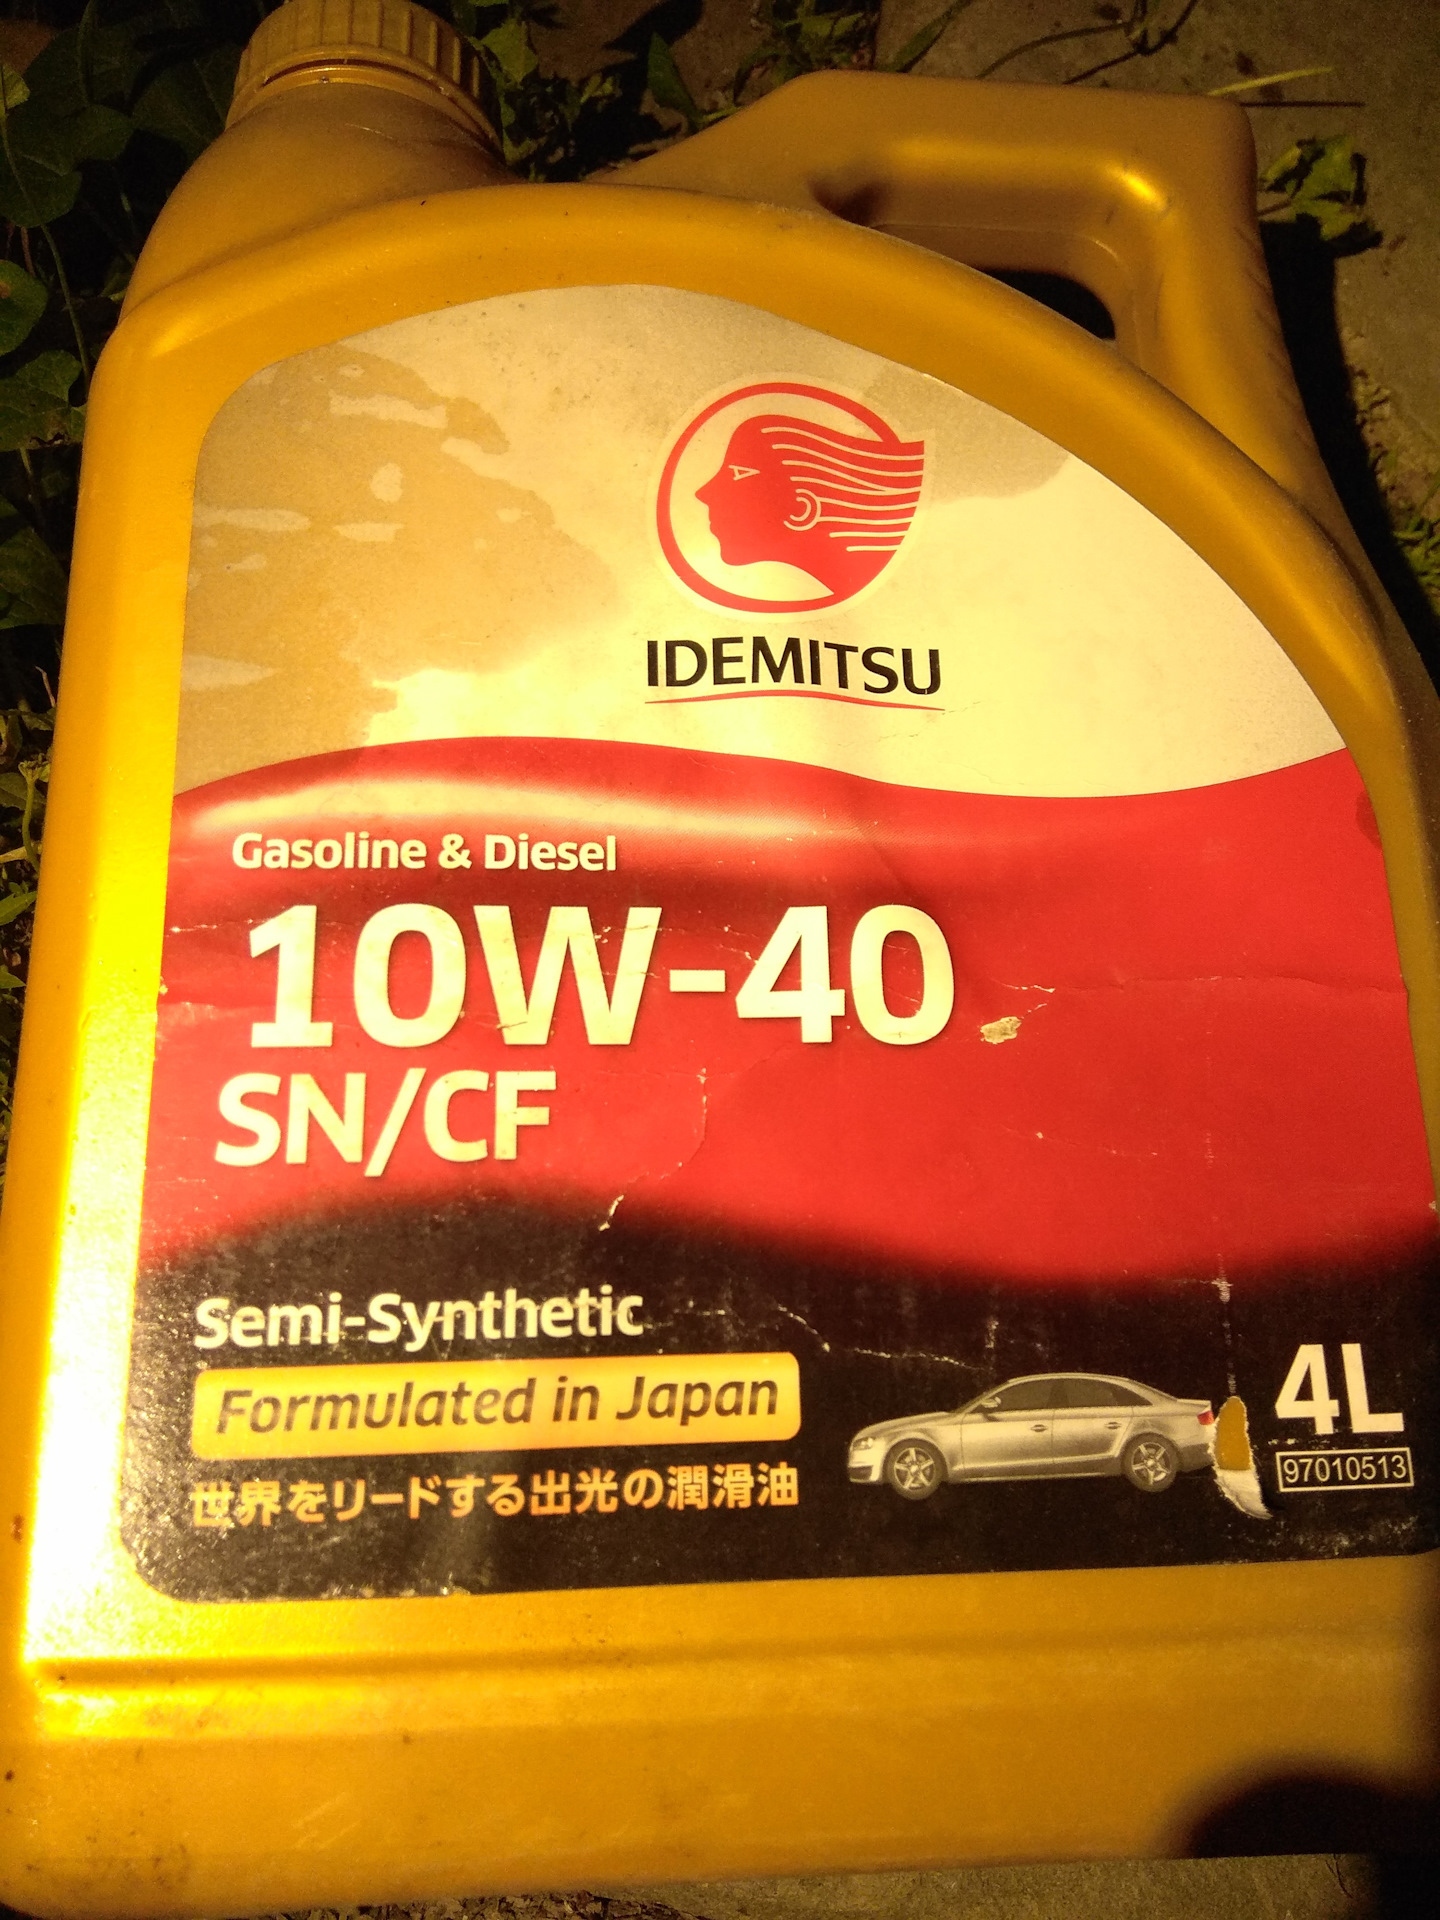 IDEMITSU
Gasoline & Diesel
10W-40
SN/CF
Semi-Synthetic
Formulated in Japan
世界をリードする出光の潤滑油
4L
97010513